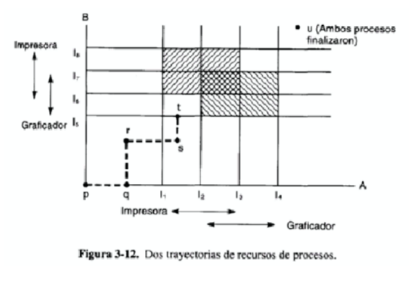 B
u (Ambos procesos
finalizaron)
Impresora
I₈
I₇
I₆
Graficador
I₅
t
r
s
p
q
I₁
I₂
I₃
I₄
A
Impresora
Graficador
Figura 3-12. Dos trayectorias de recursos de procesos.